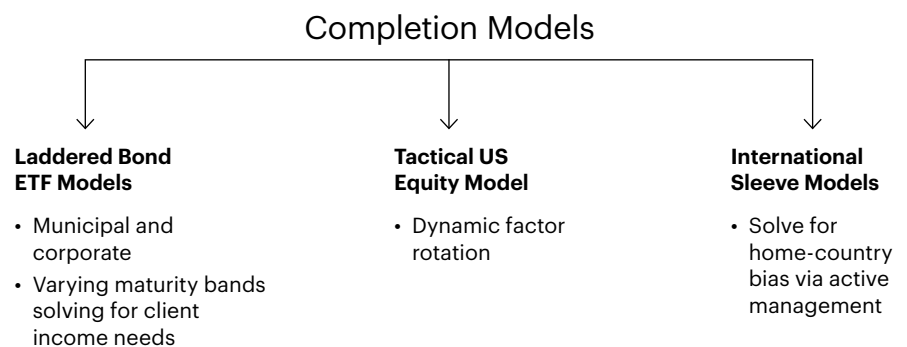 Completion Models
Laddered Bond
ETF Models
• Municipal and
corporate
• Varying maturity bands
solving for client
income needs
Tactical US
Equity Model
• Dynamic factor
rotation
International
Sleeve Models
• Solve for
home-country
bias via active
management